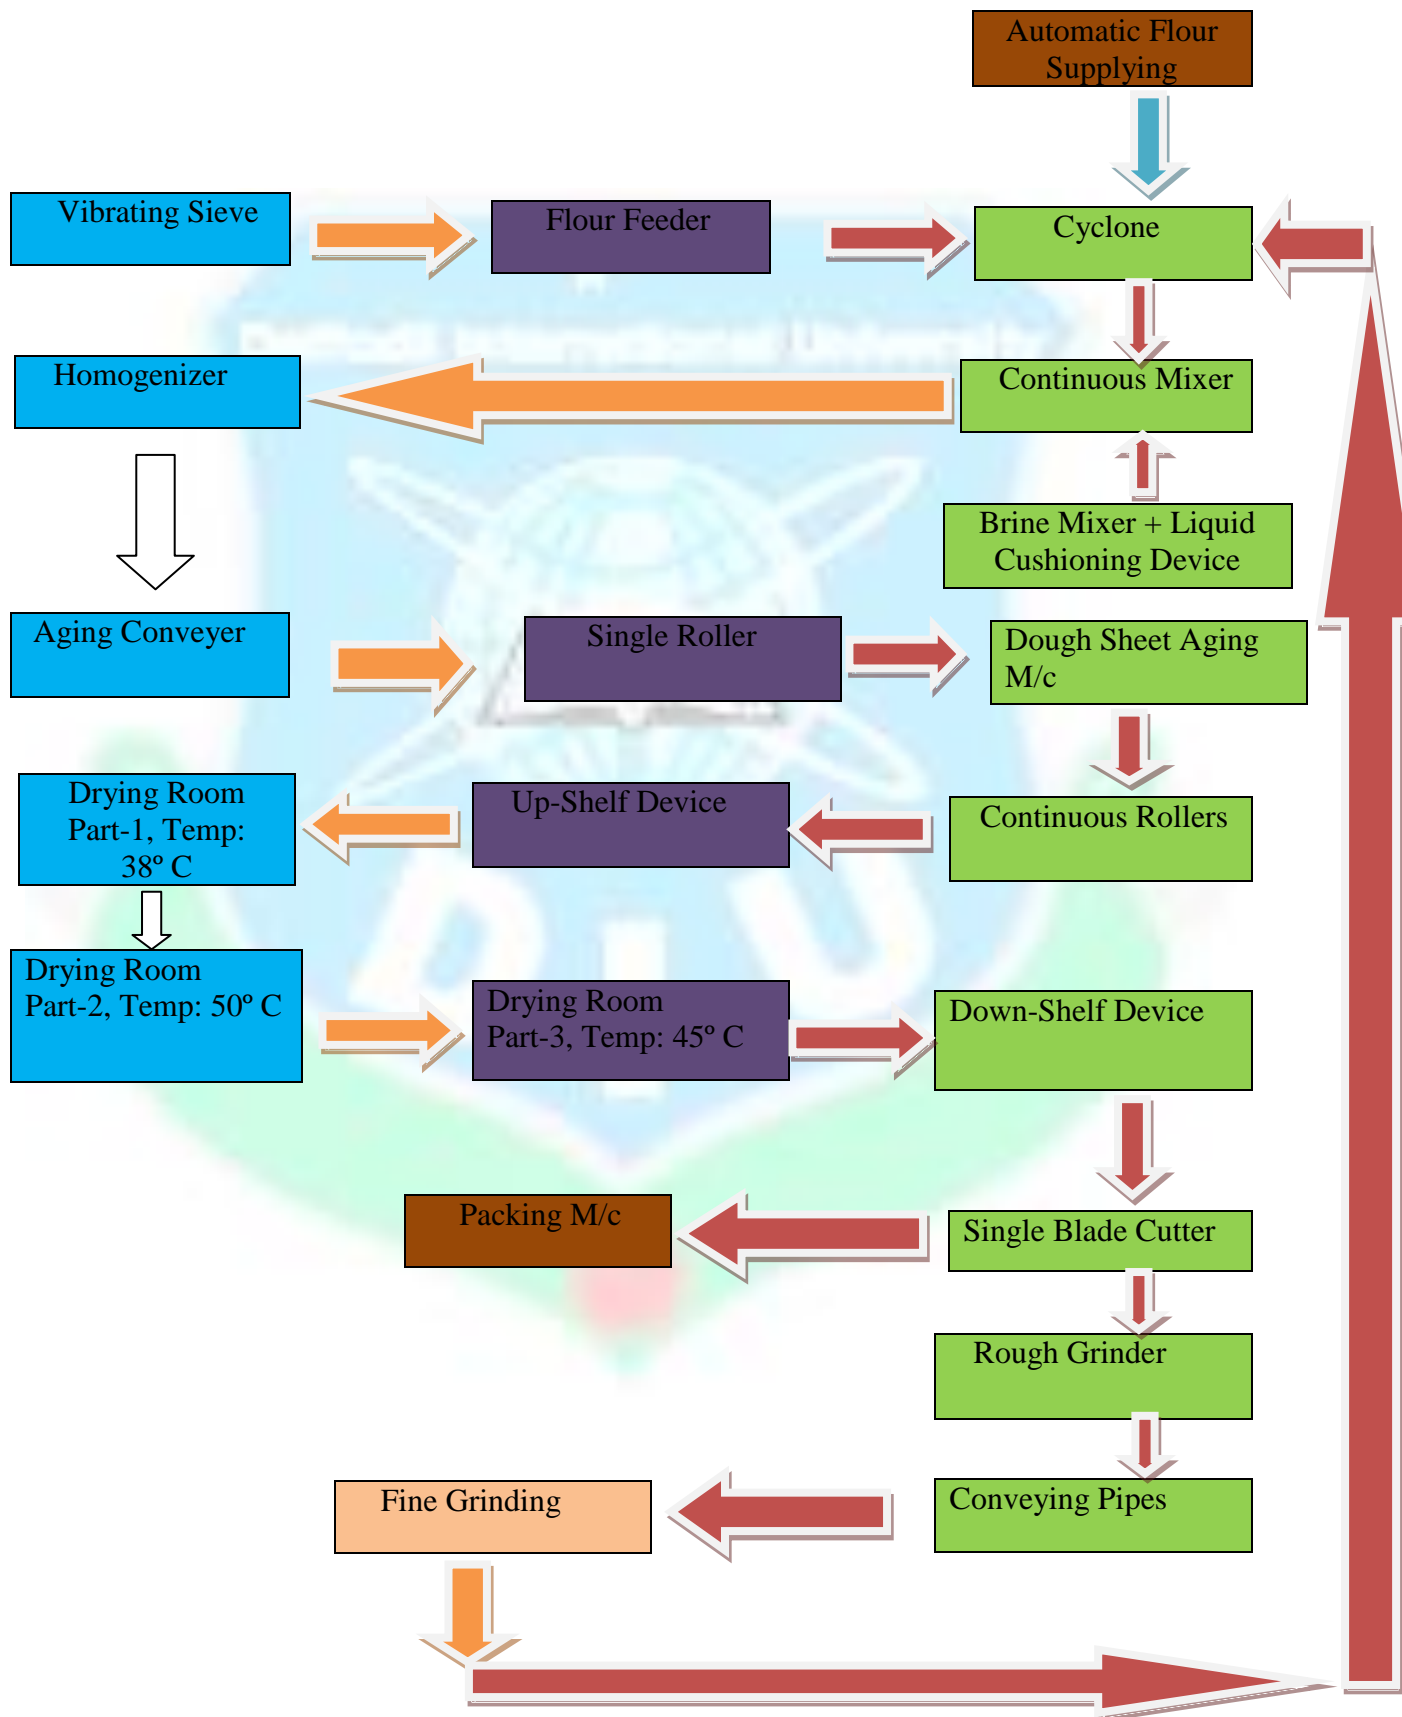 Automatic Flour
Supplying
Vibrating Sieve
Flour Feeder
Cyclone
Homogenizer
Continuous Mixer
Brine Mixer + Liquid
Cushioning Device
Aging Conveyer
Single Roller
Dough Sheet Aging
M/c
Drying Room
Part-1, Temp:
38º C
Up-Shelf Device
Continuous Rollers
Drying Room
Part-2, Temp: 50º C
Drying Room
Part-3, Temp: 45º C
Down-Shelf Device
Packing M/c
Single Blade Cutter
Rough Grinder
Fine Grinding
Conveying Pipes
International University
D I U